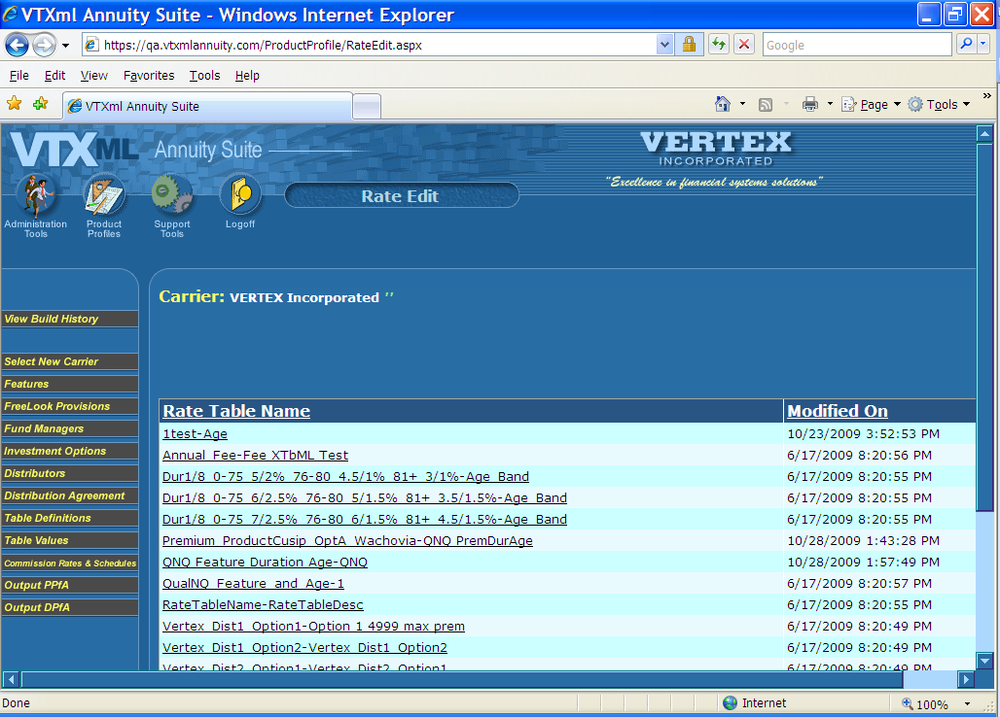 VTXml Annuity Suite - Windows Internet Explorer
https://qa.vtxmlannuity.com/ProductProfile/RateEdit.aspx
Google
File Edit View Favorites Tools Help
VTXml Annuity Suite
Page Tools »
VTXML Annuity Suite
VERTEX
INCORPORATED
"Excellence in financial systems solutions"
Administration Tools
Product Profiles
Support Tools
Logoff
Rate Edit
Carrier: VERTEX Incorporated ''
View Build History
Select New Carrier
Features
FreeLook Provisions
Fund Managers
Investment Options
Distributors
Distribution Agreement
Table Definitions
Table Values
Commission Rates & Schedules
Output PPfA
Output DPfA
Rate Table Name Modified On
1test-Age 10/23/2009 3:52:53 PM
Annual_Fee-Fee XTbML Test 6/17/2009 8:20:56 PM
Dur1/8_0-75_5/2%_76-80_4.5/1%_81+_3/1%-Age_Band 6/17/2009 8:20:55 PM
Dur1/8_0-75_6/2.5%_76-80_5/1.5%_81+_3.5/1.5%-Age_Band 6/17/2009 8:20:55 PM
Dur1/8_0-75_7/2.5%_76-80_6/1.5%_81+_4.5/1.5%-Age_Band 6/17/2009 8:20:55 PM
Premium_ProductCusip_OptA_Wachovia-QNQ PremDurAge 10/28/2009 1:43:28 PM
QNQ Feature Duration Age-QNQ 10/28/2009 1:57:49 PM
QualNQ_Feature_and_Age-1 6/17/2009 8:20:57 PM
RateTableName-RateTableDesc 6/17/2009 8:20:55 PM
Vertex_Dist1_Option1-Option 1 4999 max prem 6/17/2009 8:20:49 PM
Vertex_Dist1_Option2-Vertex_Dist1_Option2 6/17/2009 8:20:49 PM
Vertex_Dist2_Option1-Vertex_Dist2_Option1 6/17/2009 8:20:49 PM
Done Internet 100%